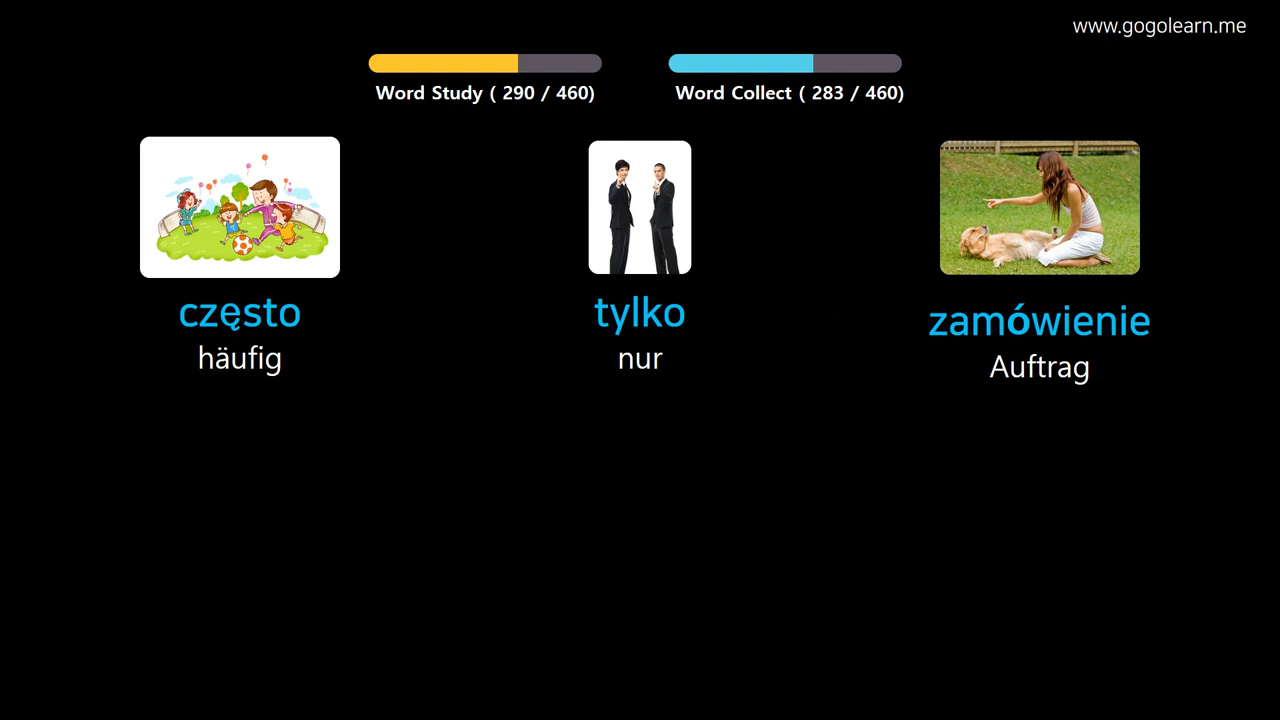 www.gogolearn.me
Word Study ( 290 / 460)
Word Collect ( 283 / 460)
często
tylko
zamówienie
häufig
nur
Auftrag